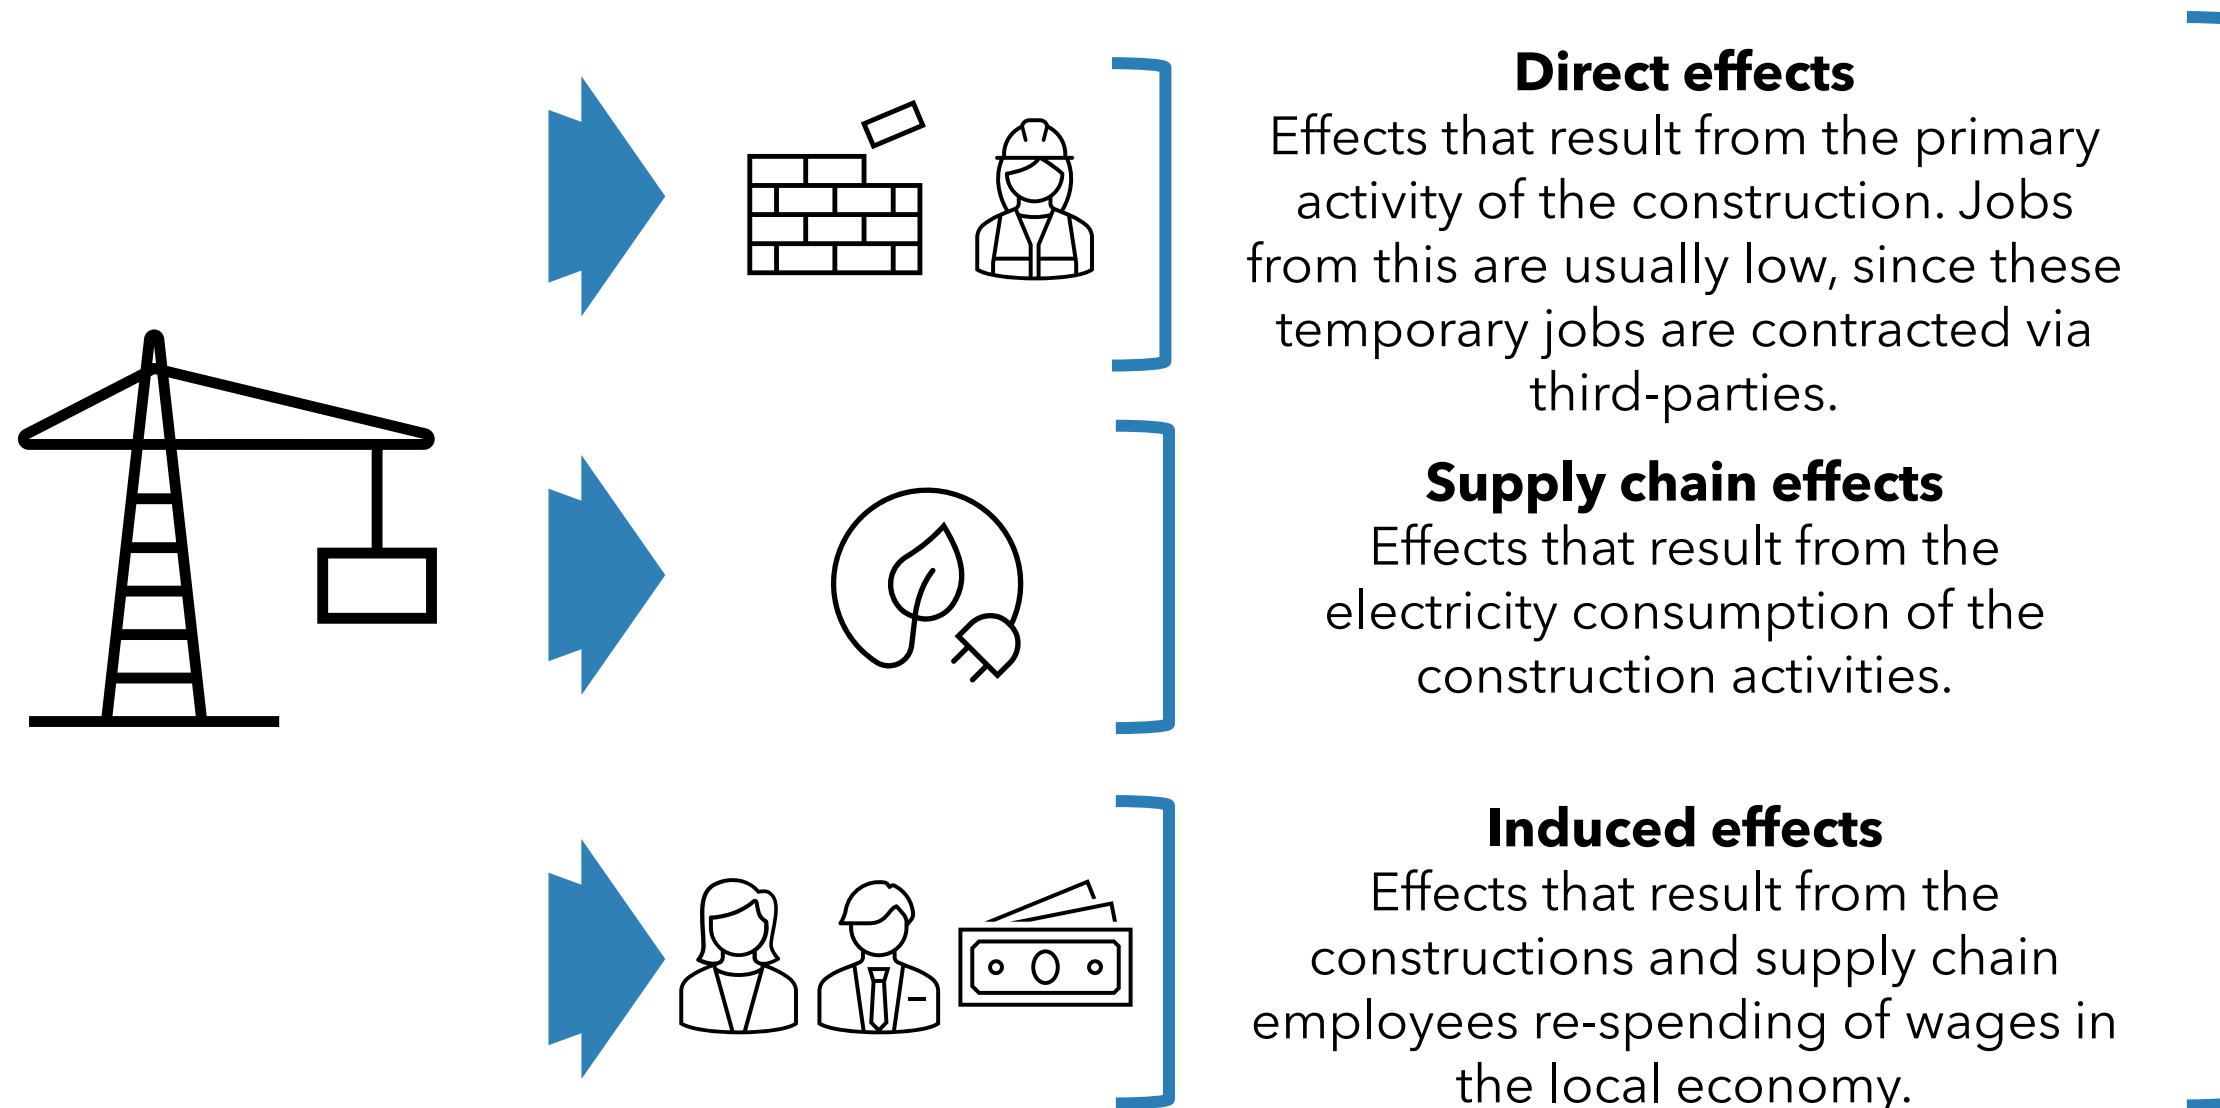 Direct effects
Effects that result from the primary
activity of the construction. Jobs
from this are usually low, since these
temporary jobs are contracted via
third-parties.
Supply chain effects
Effects that result from the
electricity consumption of the
construction activities.
Induced effects
Effects that result from the
constructions and supply chain
employees re-spending of wages in
the local economy.